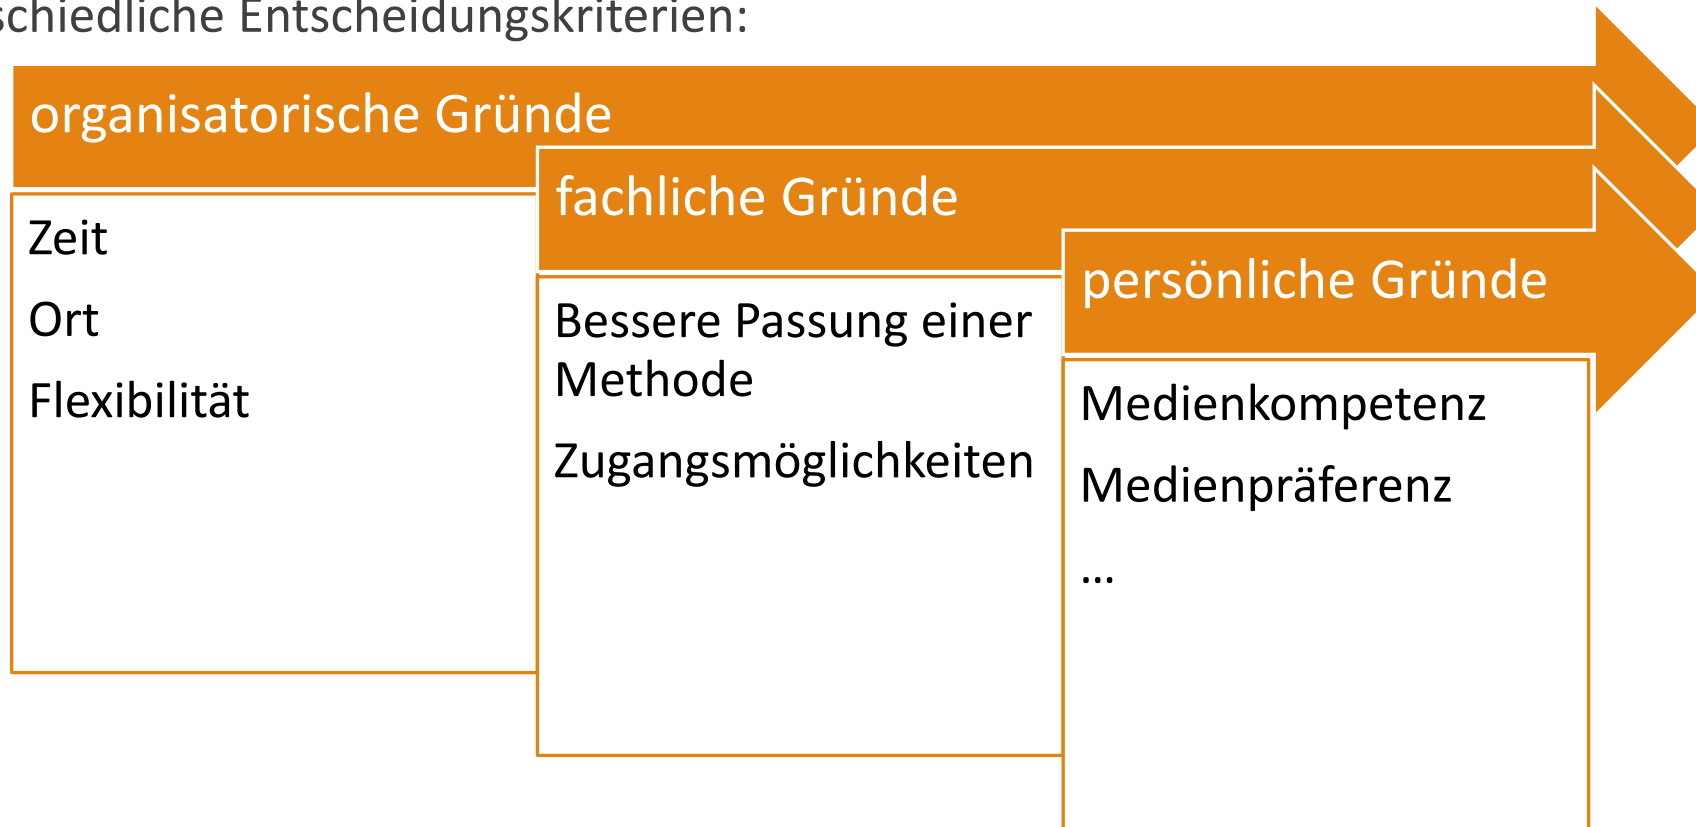 schiedliche Entscheidungskriterien:
organisatorische Gründe
Zeit
Ort
Flexibilität
fachliche Gründe
Bessere Passung einer
Methode
Zugangsmöglichkeiten
persönliche Gründe
Medienkompetenz
Medienpräferenz
...